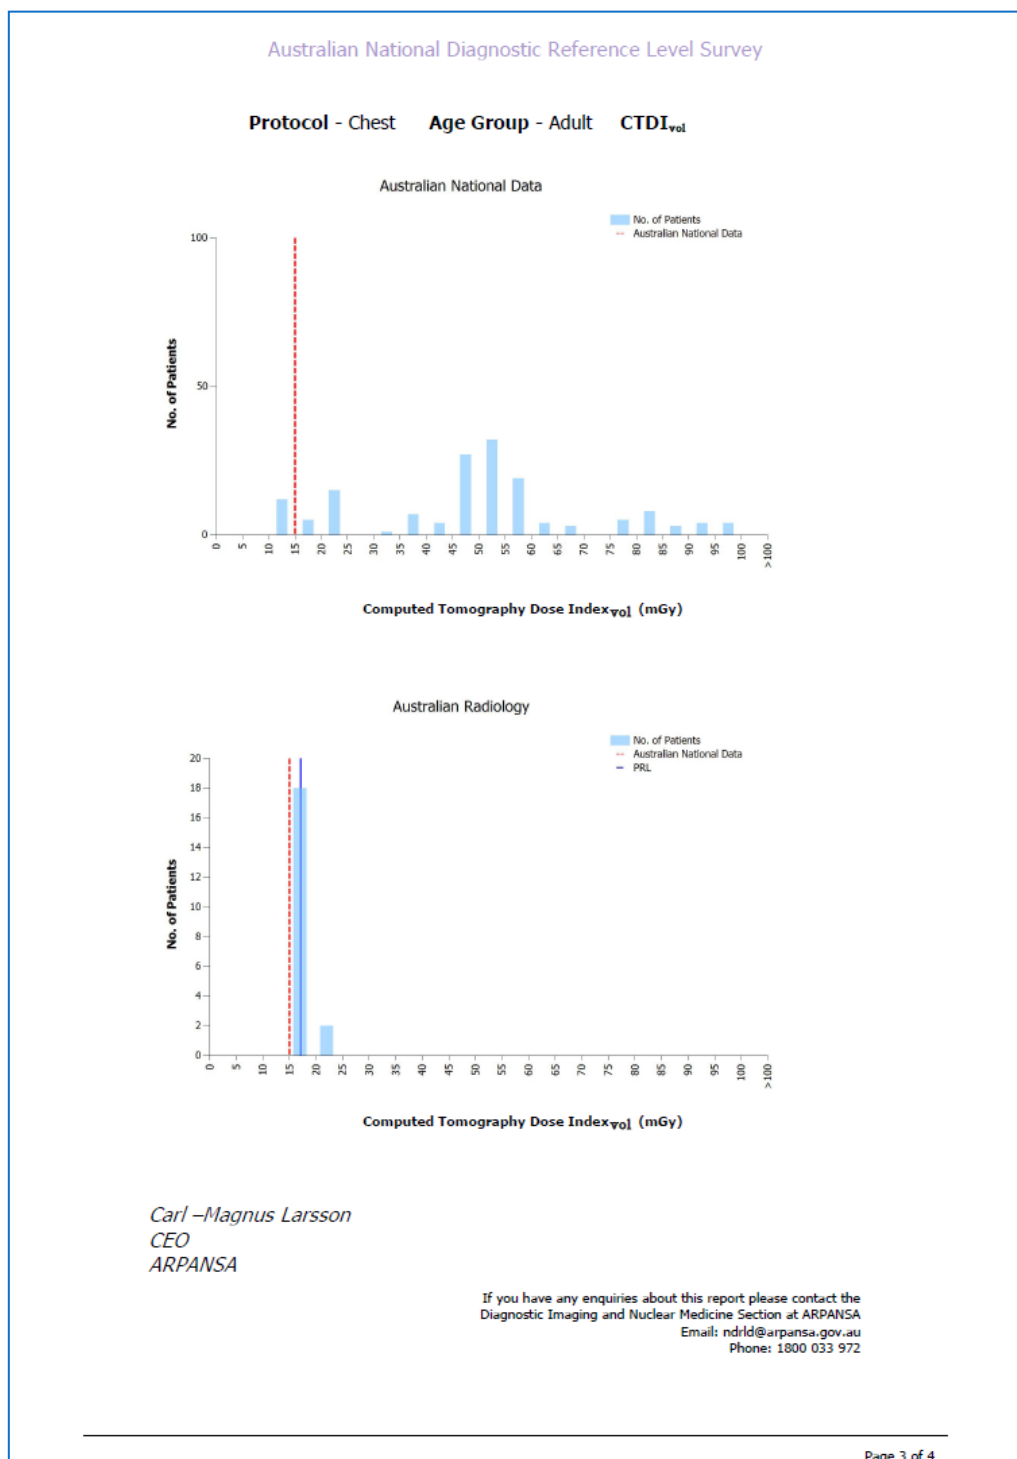 Australian National Diagnostic Reference Level Survey
Protocol - Chest Age Group - Adult CTDIvol
Australian National Data
No. of Patients
Australian National Data
100
50
0
No. of Patients
0 5 10 15 20 25 30 35 40 45 50 55 60 65 70 75 80 85 90 95 100 >100
Computed Tomography Dose Indexvol (mGy)
Australian Radiology
No. of Patients
Australian National Data
PRL
20
18
16
14
12
10
8
6
4
2
0
No. of Patients
0 5 10 15 20 25 30 35 40 45 50 55 60 65 70 75 80 85 90 95 100 >100
Computed Tomography Dose Indexvol (mGy)
Carl –Magnus Larsson
CEO
ARPANSA
If you have any enquiries about this report please contact the
Diagnostic Imaging and Nuclear Medicine Section at ARPANSA
Email: ndrld@arpansa.gov.au
Phone: 1800 033 972
Page 3 of 4